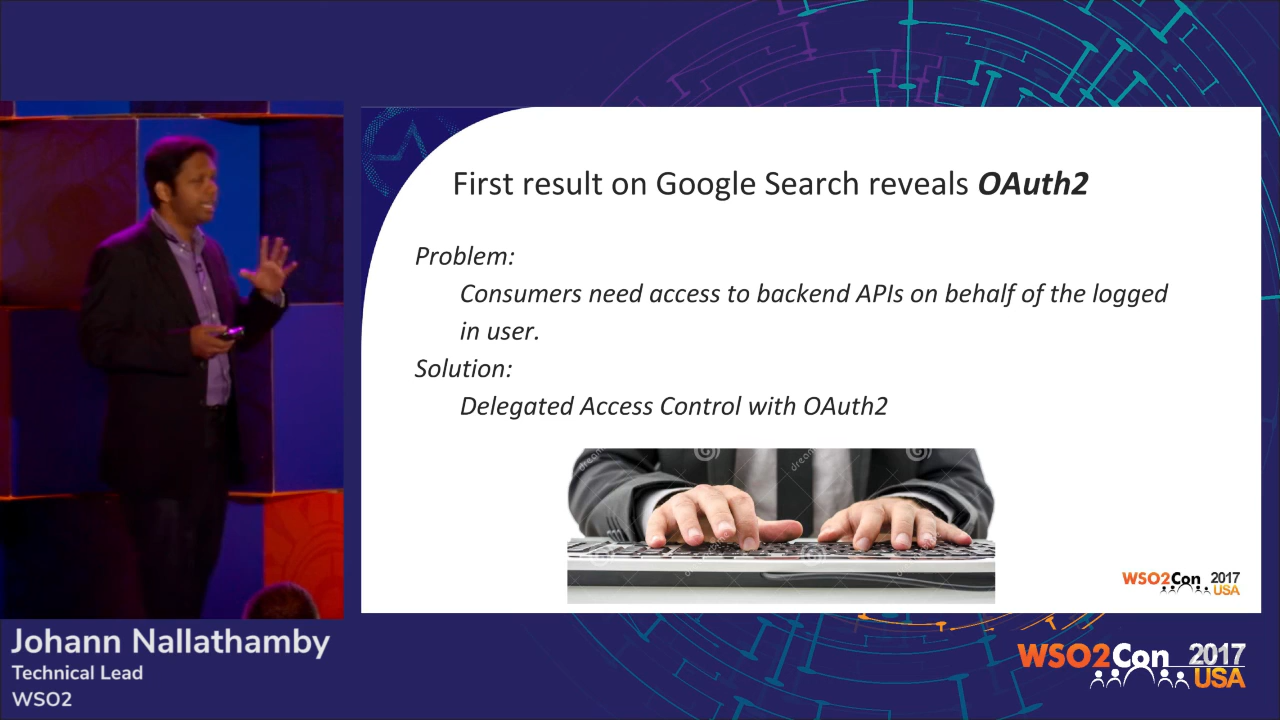 First result on Google Search reveals OAuth2
Problem:
Consumers need access to backend APIs on behalf of the logged
in user.
Solution:
Delegated Access Control with OAuth2
WSO2Con 2017
USA
Johann Nallathamby
Technical Lead
WSO2
WSO2Con 2017
USA